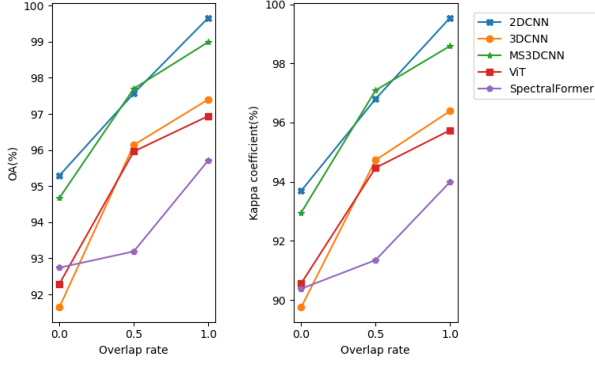 100
99
98
97
96
95
94
93
92
OA(%)
0.0 0.5 1.0
Overlap rate
100
98
96
94
92
90
Kappa coefficient(%)
0.0 0.5 1.0
Overlap rate
2DCNN
3DCNN
MS3DCNN
ViT
SpectralFormer